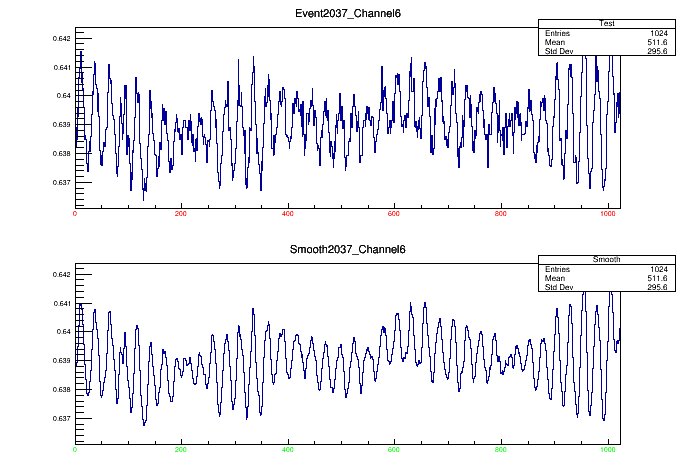 Event2037_Channel6
Test
Entries 1024
Mean 511.6
Std Dev 295.6
0.642
0.641
0.64
0.639
0.638
0.637
0 200 400 600 800 1000
Smooth2037_Channel6
Smooth
Entries 1024
Mean 511.6
Std Dev 295.6
0.642
0.641
0.64
0.639
0.638
0.637
0 200 400 600 800 1000